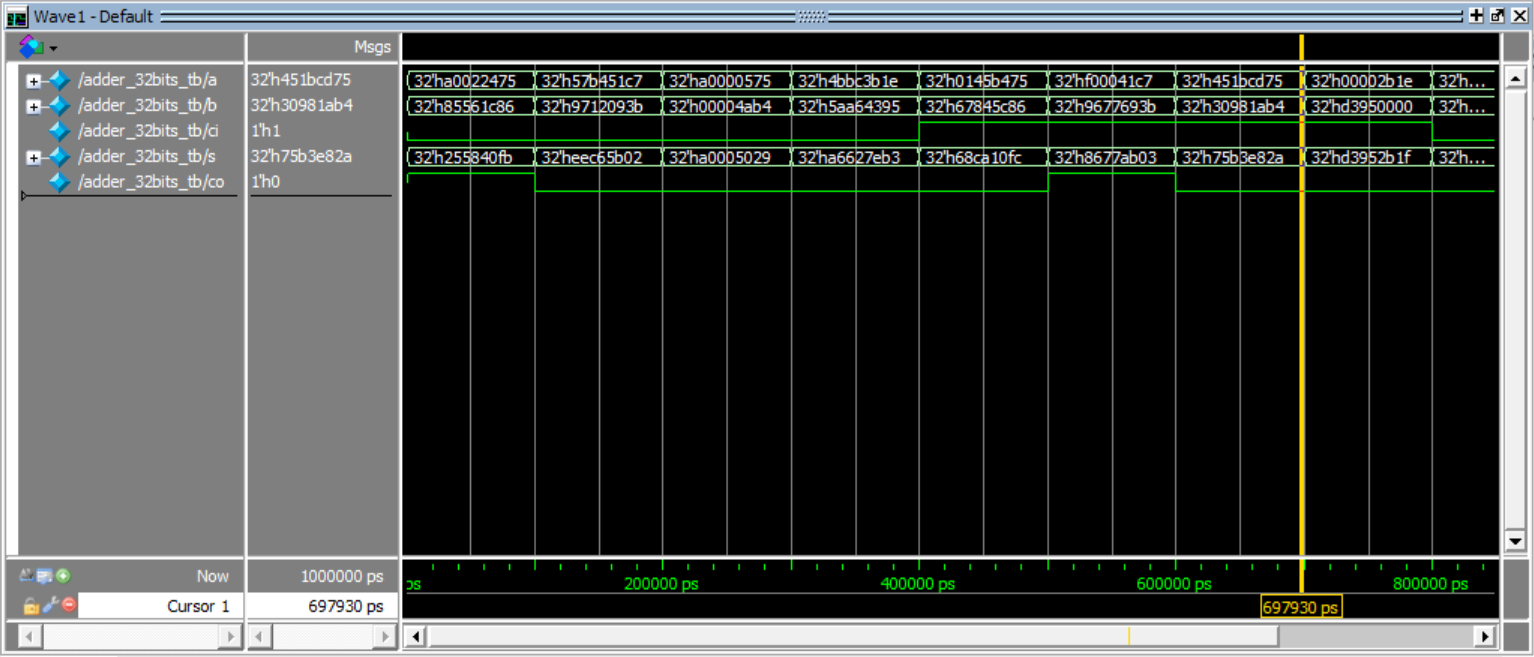 Wave1 - Default
Msgs
/adder_32bits_tb/a 32'h451bcd75 32'ha0022475 32'h57b451c7 32'ha0000575 32'h4bbc3b1e 32'h0145b475 32'hf00041c7 32'h451bcd75 32'h00002b1e 32'h...
/adder_32bits_tb/b 32'h30981ab4 32'h85561c86 32'h9712093b 32'h00004ab4 32'h5aa64395 32'h67845c86 32'h9677693b 32'h30981ab4 32'hd3950000 32'h...
/adder_32bits_tb/ci 1'h1
/adder_32bits_tb/s 32'h75b3e82a 32'h255840fb 32'heec65b02 32'ha0005029 32'ha6627eb3 32'h68ca10fc 32'h8677ab03 32'h75b3e82a 32'hd3952b1f 32'h...
/adder_32bits_tb/co 1'h0
Now 1000000 ps ps 200000 ps 400000 ps 600000 ps 800000 ps
Cursor 1 697930 ps 697930 ps